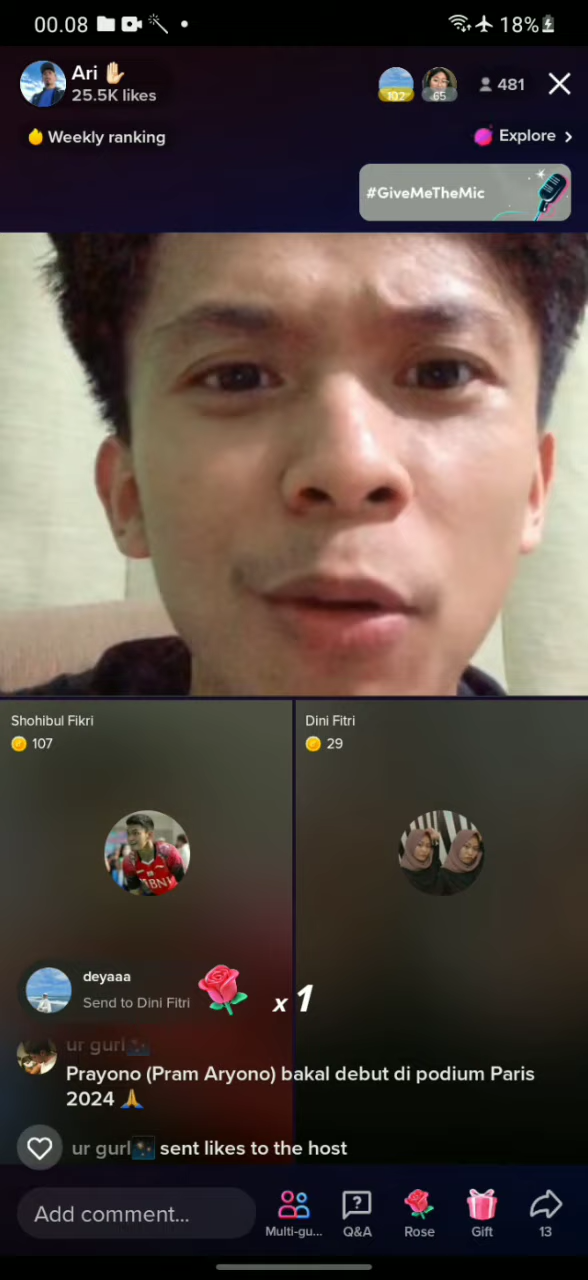 00.08
18%
Ari
25.5K likes
102
65
481
Weekly ranking
Explore
#GiveMeTheMic
Shohibul Fikri
107
Dini Fitri
29
BNI
deyaaa
Send to Dini Fitri
x 1
ur gurl
Prayono (Pram Aryono) bakal debut di podium Paris
2024 🙏
ur gurl sent likes to the host
Add comment...
Multi-gu...
Q&A
Rose
Gift
13